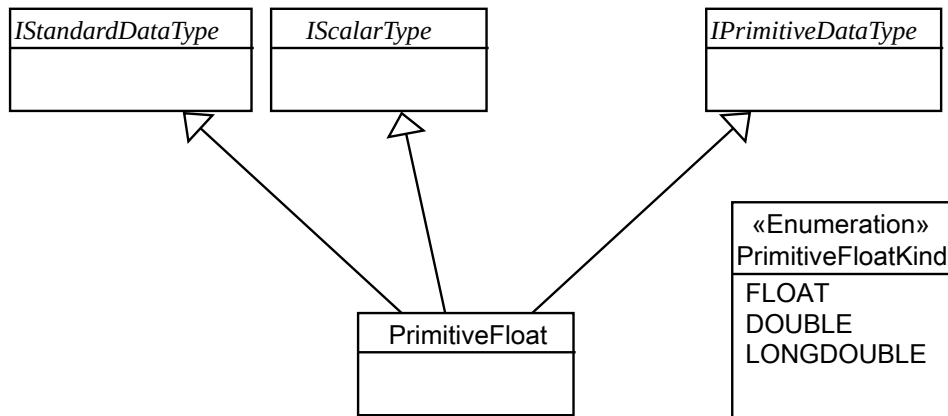 IStandardDataType
IScalarType
IPrimitiveDataType
«Enumeration»
PrimitiveFloatKind
FLOAT
DOUBLE
LONGDOUBLE
PrimitiveFloat